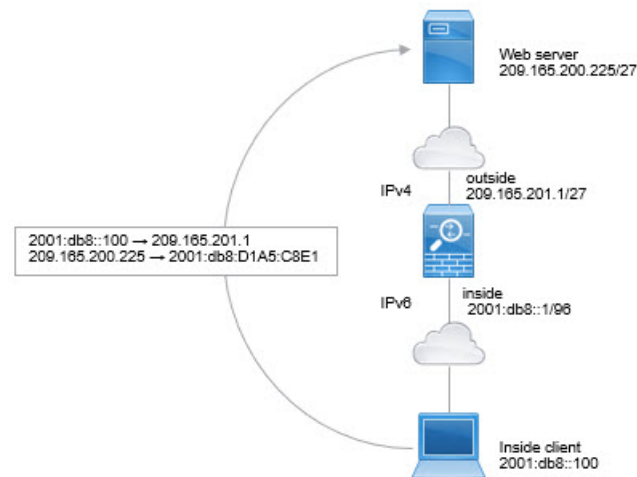 Web server
209.165.200.225/27
outside
209.165.201.1/27
IPv4
2001:db8::100 → 209.165.201.1
209.165.200.225 → 2001:db8:D1A5:C8E1
IPv6
inside
2001:db8::1/96
Inside client
2001:db8::100